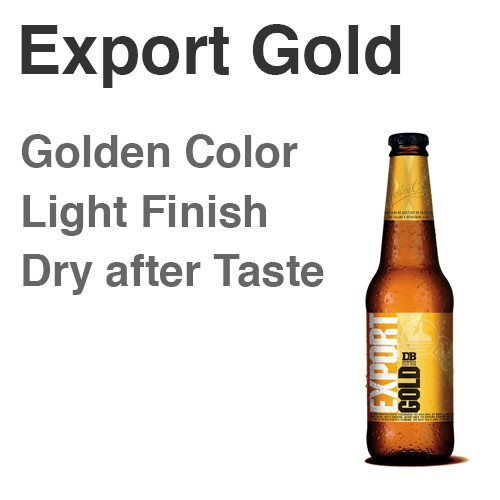 Export Gold
Golden Color
Light Finish
Dry after Taste
EXPORT
GOLD
DB